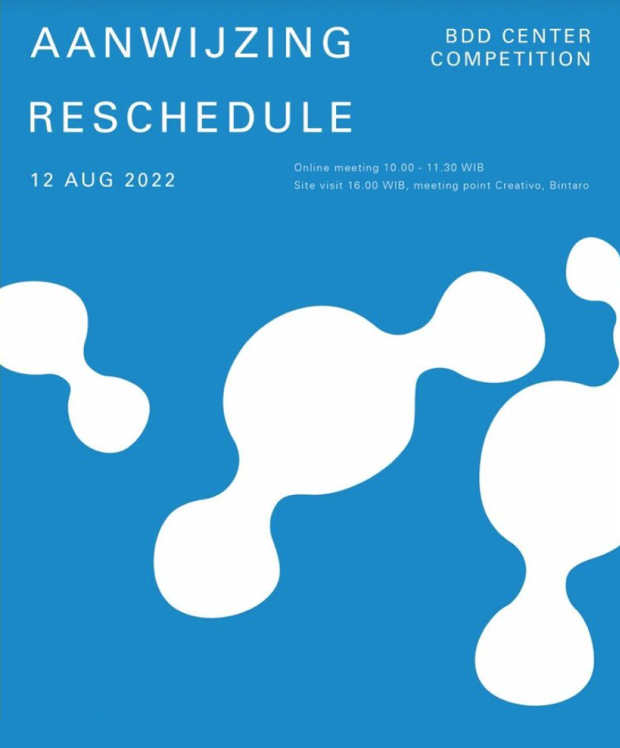 AANWIJZING
RESCHEDULE
12 AUG 2022
BDD CENTER
COMPETITION
Online meeting 10.00 - 11.30 WIB
Site visit 16.00 WIB, meeting point Creativo, Bintaro